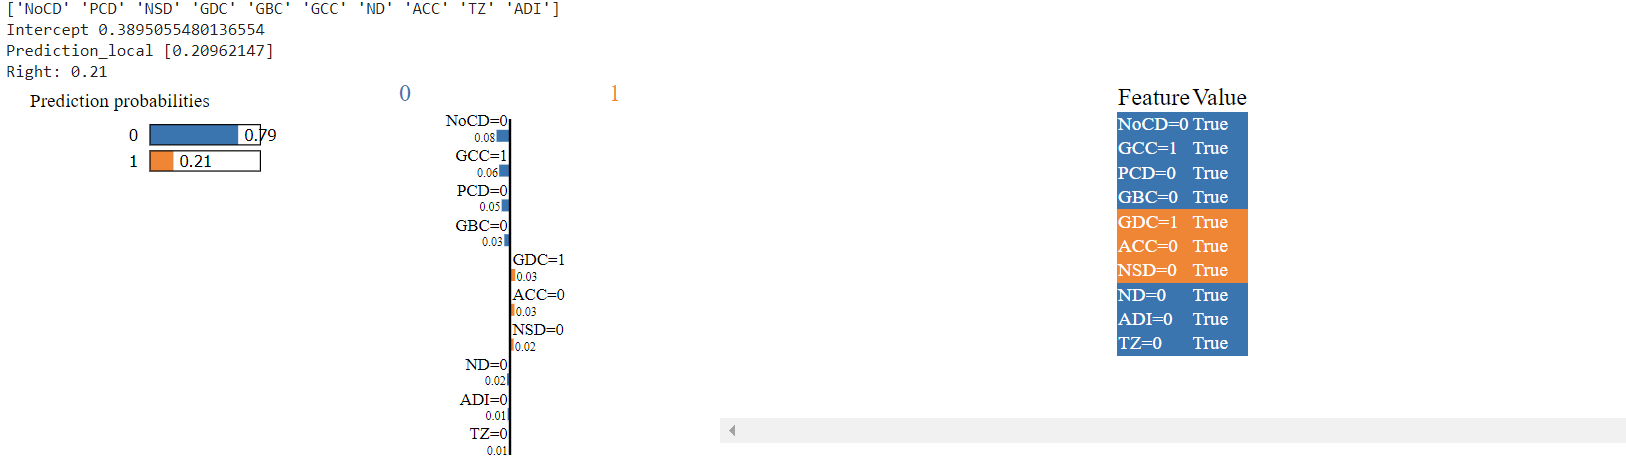 ['NoCD' 'PCD' 'NSD' 'GDC' 'GBC' 'GCC' 'ND' 'ACC' 'TZ' 'ADI']
Intercept 0.3895055480136554
Prediction_local [0.20962147]
Right: 0.21
Prediction probabilities
0 0.79
1 0.21
0 1
NoCD=0
0.08
GCC=1
0.06
PCD=0
0.05
GBC=0
0.03
GDC=1
0.03
ACC=0
0.03
NSD=0
0.02
ND=0
0.02
ADI=0
0.01
TZ=0
0.01
Feature Value
NoCD=0 True
GCC=1 True
PCD=0 True
GBC=0 True
GDC=1 True
ACC=0 True
NSD=0 True
ND=0 True
ADI=0 True
TZ=0 True